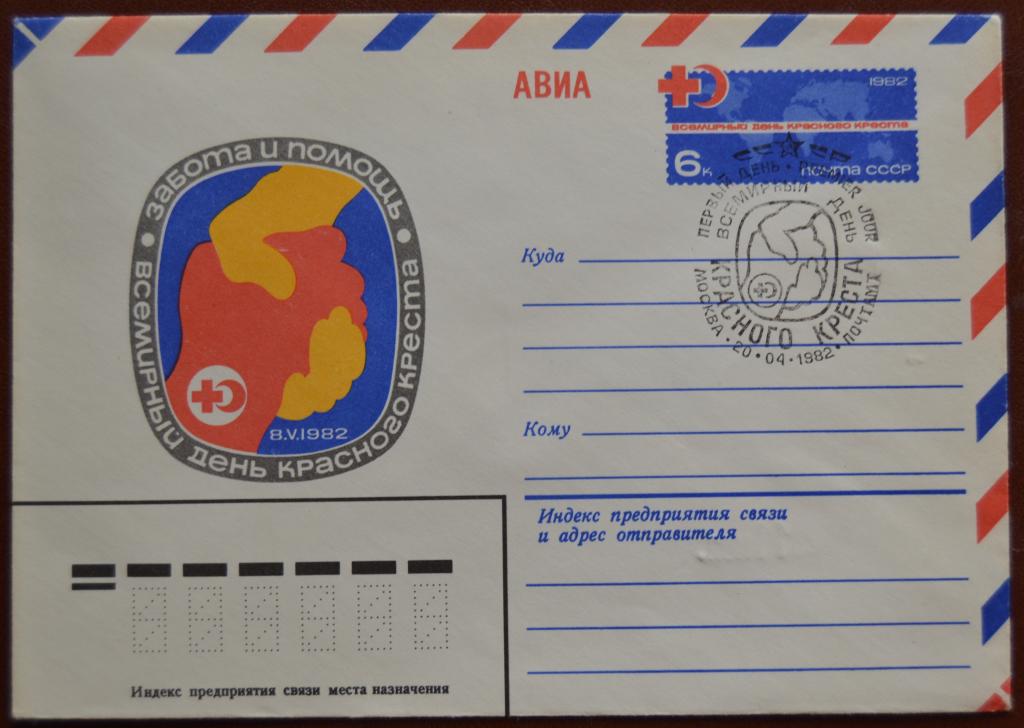 АВИА
1982
ВСЕМИРНЫЙ ДЕНЬ КРАСНОГО КРЕСТА
6к ПОЧТА СССР
ПЕРВЫЙ ДЕНЬ • PREMIER JOUR
ВСЕМИРНЫЙ ДЕНЬ
КРАСНОГО КРЕСТА
МОСКВА • 20 • 04 • 1982 • ПОЧТАМТ
• ЗАБОТА И ПОМОЩЬ •
ВСЕМИРНЫЙ ДЕНЬ КРАСНОГО КРЕСТА
8.V.1982
Куда
Кому
Индекс предприятия связи
и адрес отправителя
Индекс предприятия связи места назначения